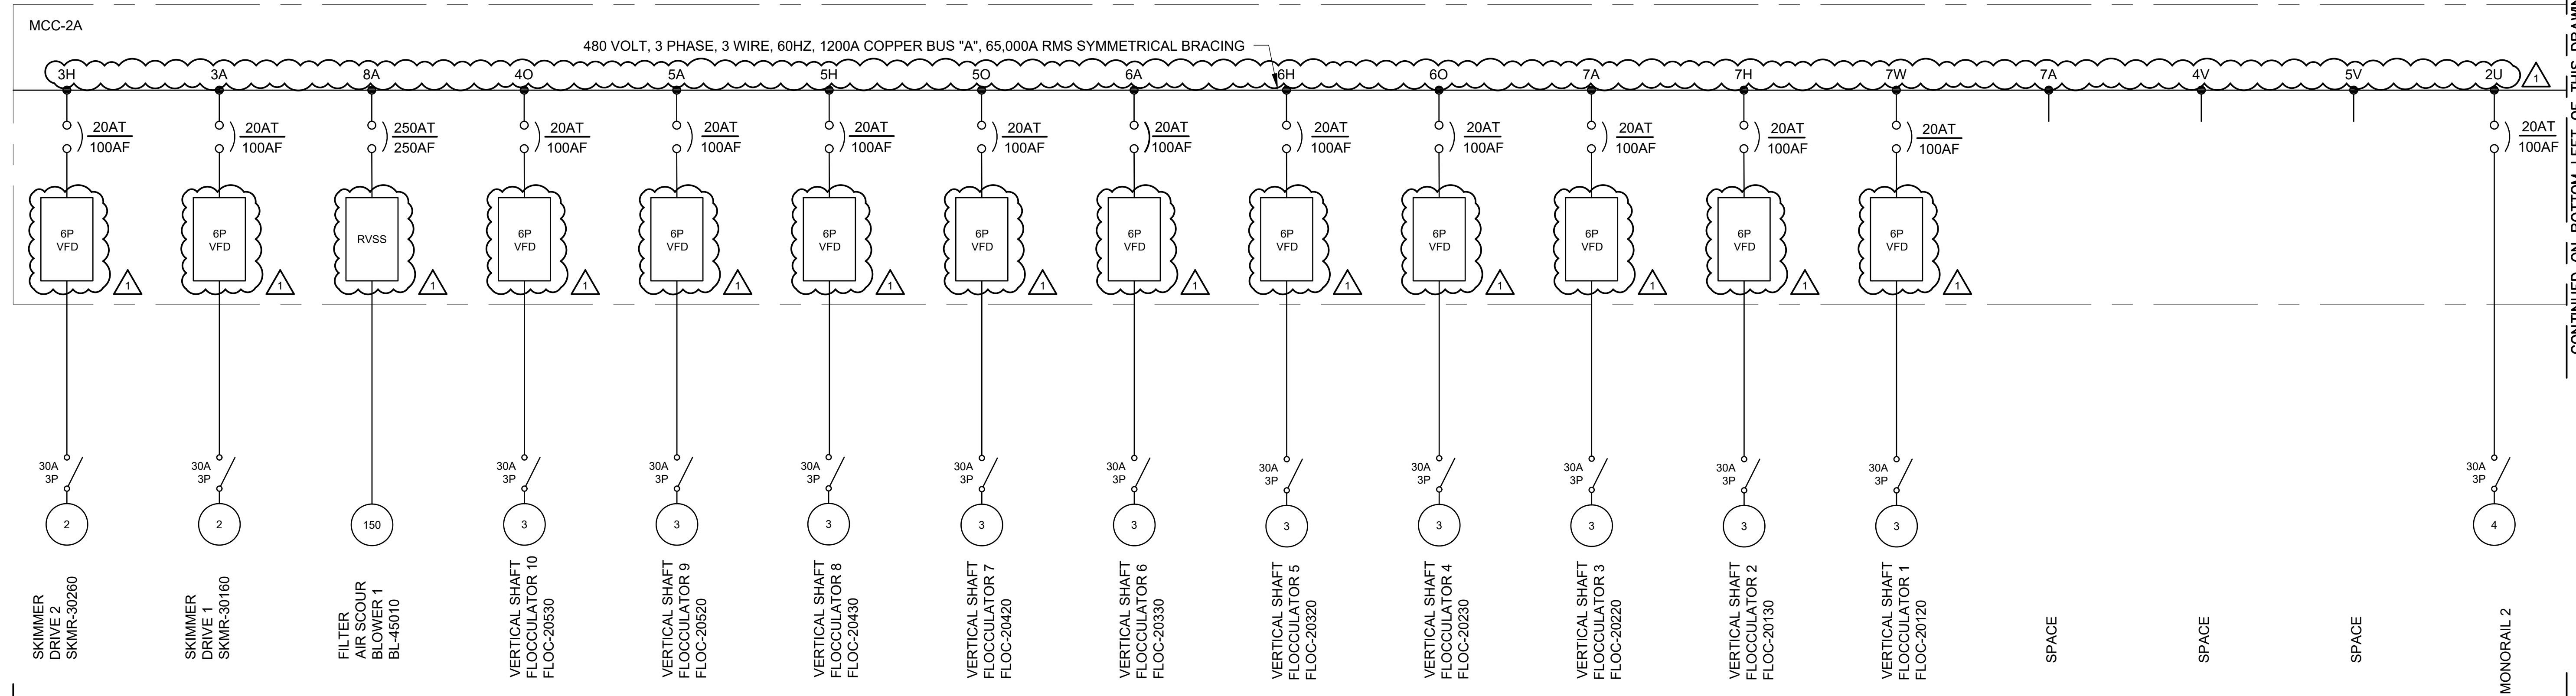 MCC-2A
480 VOLT, 3 PHASE, 3 WIRE, 60HZ, 1200A COPPER BUS "A", 65,000A RMS SYMMETRICAL BRACING
3H 3A 8A 4O 5A 5H 5O 6A 6H 6O 7A 7H 7W 7A 4V 5V 2U 1
20AT 20AT 250AT 20AT 20AT 20AT 20AT 20AT 20AT 20AT 20AT 20AT 20AT 20AT
100AF 100AF 250AF 100AF 100AF 100AF 100AF 100AF 100AF 100AF 100AF 100AF 100AF 100AF
6P 6P RVSS 6P 6P 6P 6P 6P 6P 6P 6P 6P 6P
VFD VFD VFD VFD VFD VFD VFD VFD VFD VFD VFD VFD
1 1 1 1 1 1 1 1 1 1 1 1 1
30A 30A 30A 30A 30A 30A 30A 30A 30A 30A 30A 30A 30A
3P 3P 3P 3P 3P 3P 3P 3P 3P 3P 3P 3P 3P
2 2 150 3 3 3 3 3 3 3 3 3 3 4
SKIMMER
DRIVE 2
SKMR-30260
SKIMMER
DRIVE 1
SKMR-30160
FILTER
AIR SCOUR
BLOWER 1
BL-45010
VERTICAL SHAFT
FLOCCULATOR 10
FLOC-20530
VERTICAL SHAFT
FLOCCULATOR 9
FLOC-20520
VERTICAL SHAFT
FLOCCULATOR 8
FLOC-20430
VERTICAL SHAFT
FLOCCULATOR 7
FLOC-20420
VERTICAL SHAFT
FLOCCULATOR 6
FLOC-20330
VERTICAL SHAFT
FLOCCULATOR 5
FLOC-20320
VERTICAL SHAFT
FLOCCULATOR 4
FLOC-20230
VERTICAL SHAFT
FLOCCULATOR 3
FLOC-20220
VERTICAL SHAFT
FLOCCULATOR 2
FLOC-20130
VERTICAL SHAFT
FLOCCULATOR 1
FLOC-20120
SPACE
SPACE
SPACE
MONORAIL 2
CONTINUED ON BOTTOM LEFT OF THIS